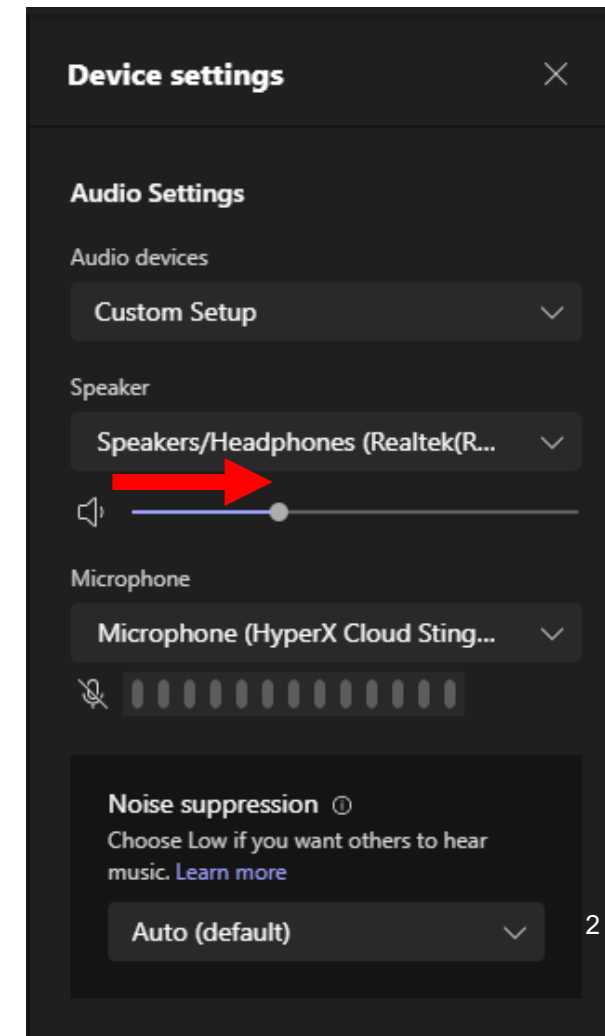 Device settings
Audio Settings
Audio devices
Custom Setup
Speaker
Speakers/Headphones (Realtek(R...
Microphone
Microphone (HyperX Cloud Sting...
Noise suppression
Choose Low if you want others to hear
music. Learn more
Auto (default)
2